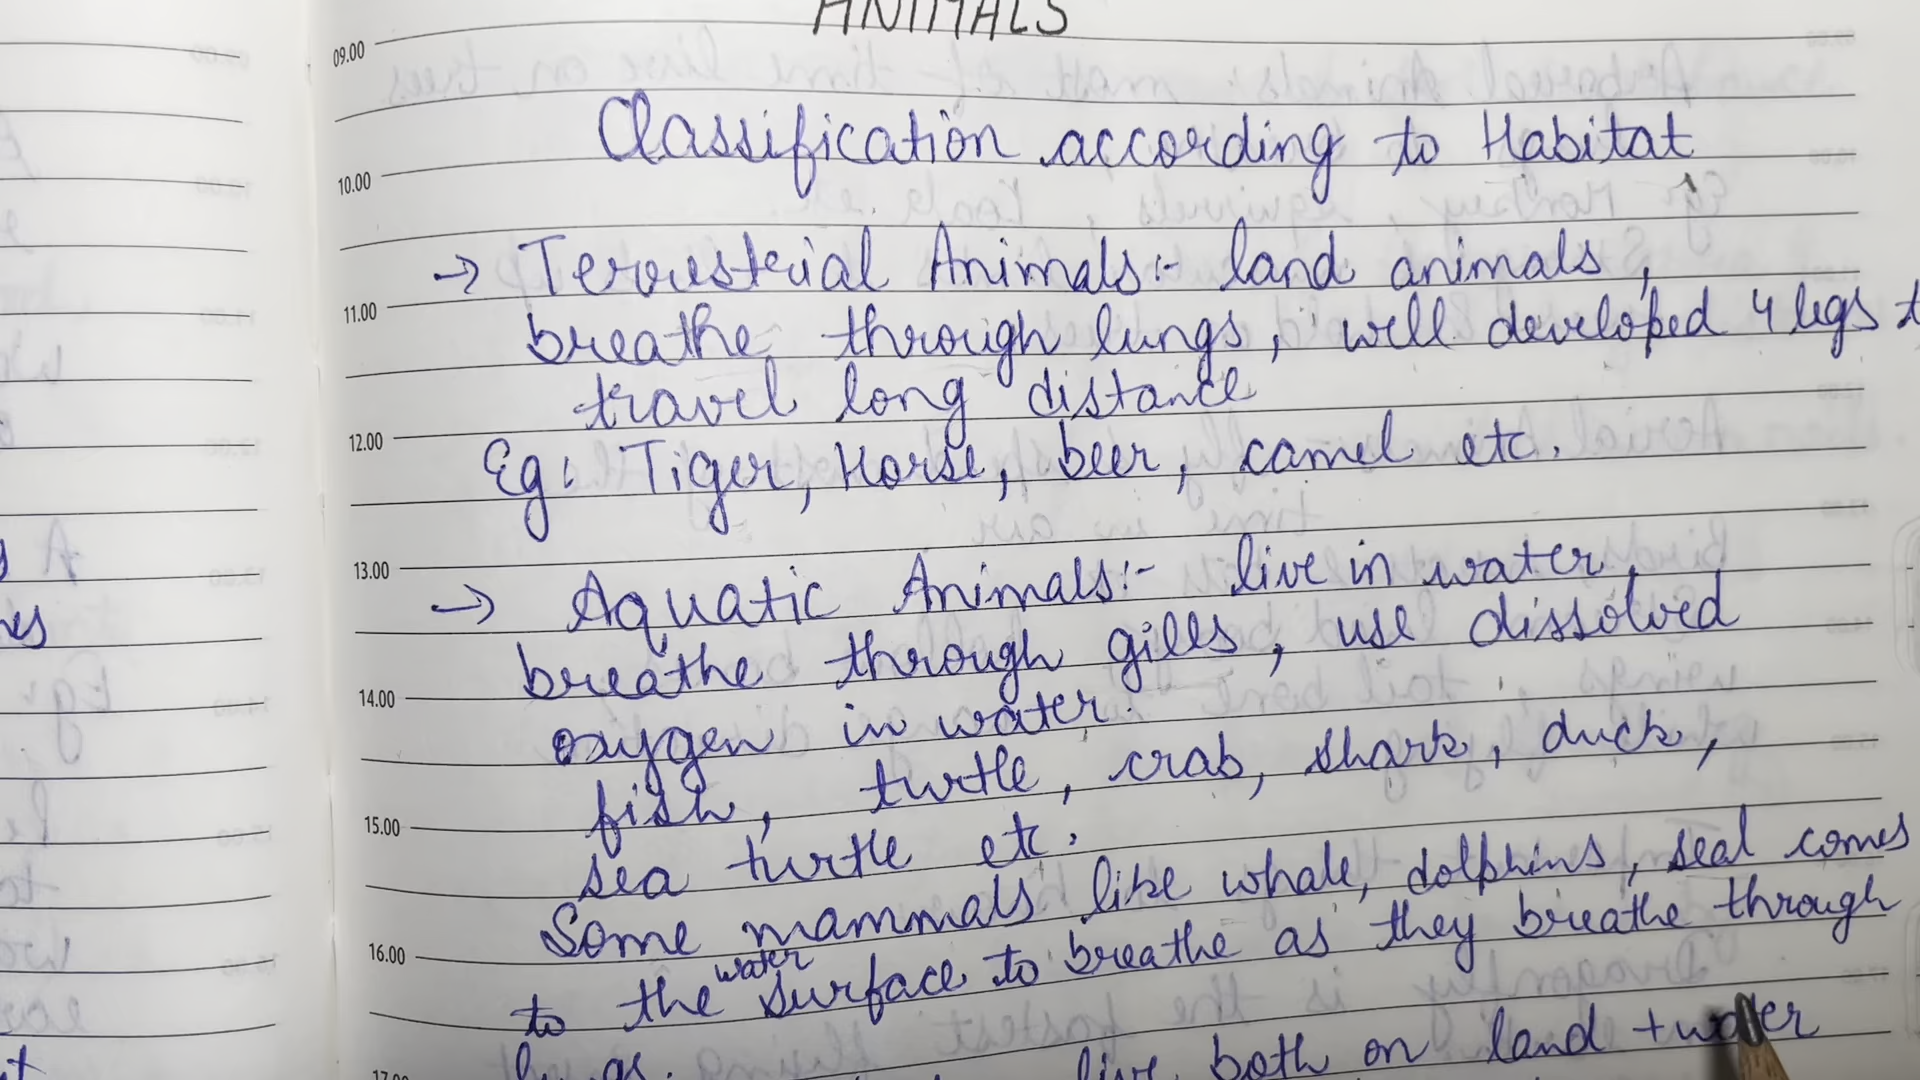 ANIMALS
09.00
Classification according to Habitat
10.00
→ Terrestrial Animals:- land animals,
11.00
breathe through lungs, well developed 4 legs t
travel long distance
12.00
Eg: Tiger, Horse, beer, camel etc.
13.00
→ Aquatic Animals:- live in water,
breathe through gills, use dissolved
14.00
oxygen in water.
fish, turtle, crab, shark, duck,
15.00
sea turtle etc.
Some mammals like whale, dolphins, seal comes
16.00
to the water surface to breathe as they breathe through
lungs.
live both on land + water
17.00